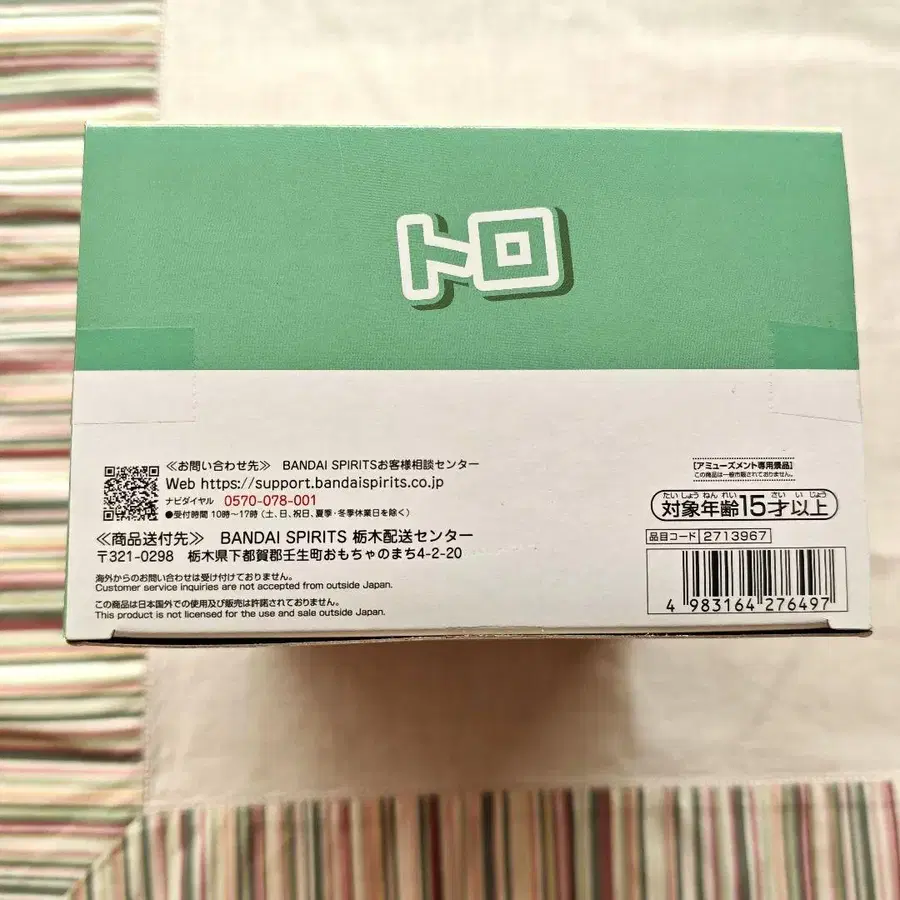 トロ
≪お問い合わせ先≫ BANDAI SPIRITSお客様相談センター
Web https://support.bandaispirits.co.jp
ナビダイヤル 0570-078-001
●受付時間 10時~17時(土、日、祝日、夏季・冬季休業日を除く)
≪商品送付先≫ BANDAI SPIRITS 栃木配送センター
〒321-0298 栃木県下都賀郡壬生町おもちゃのまち4-2-20
海外からのお問い合わせは受け付けておりません。
Customer service inquiries are not accepted from outside Japan.
この商品は日本国外での使用及び販売は許諾されておりません。
This product is not licensed for the use and sale outside Japan.
[アミューズメント専用景品]
この商品は一般市販されておりません。
たいしょうねんれい さいいじょう
対象年齢15才以上
品目コード 2713967
4 983164 276497